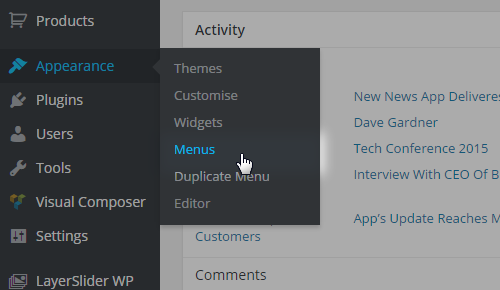 Products
Appearance
Plugins
Users
Tools
Visual Composer
Settings
LayerSlider WP
Themes
Customise
Widgets
Menus
Duplicate Menu
Editor
Activity
New News App Deliveres
Dave Gardner
Tech Conference 2015
Interview With CEO Of B
App's Update Reaches M
Customers
Comments